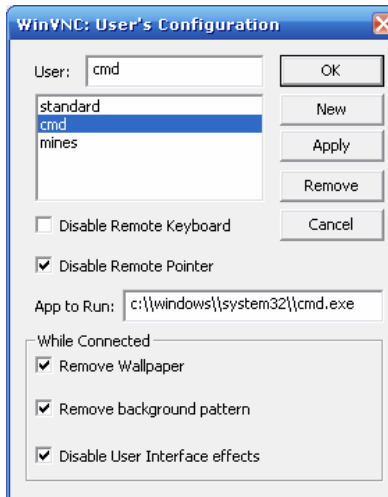 WinVNC: User's Configuration
User: cmd
OK
standard
cmd
mines
New
Apply
Remove
Cancel
Disable Remote Keyboard
Disable Remote Pointer
App to Run: c:\\windows\\system32\\cmd.exe
While Connected
Remove Wallpaper
Remove background pattern
Disable User Interface effects